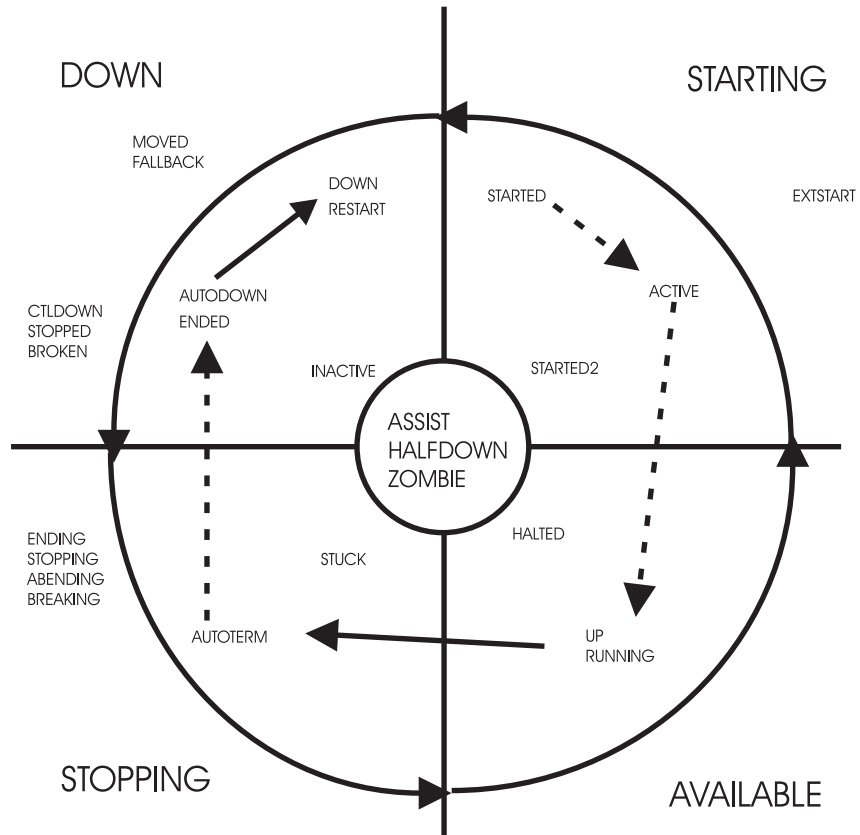 DOWN
STARTING
MOVED
FALLBACK
DOWN
RESTART
STARTED
EXTSTART
AUTODOWN
ENDED
ACTIVE
CTLDOWN
STOPPED
BROKEN
INACTIVE
STARTED2
ASSIST
HALFDOWN
ZOMBIE
ENDING
STOPPING
ABENDING
BREAKING
STUCK
HALTED
AUTOTERM
UP
RUNNING
STOPPING
AVAILABLE